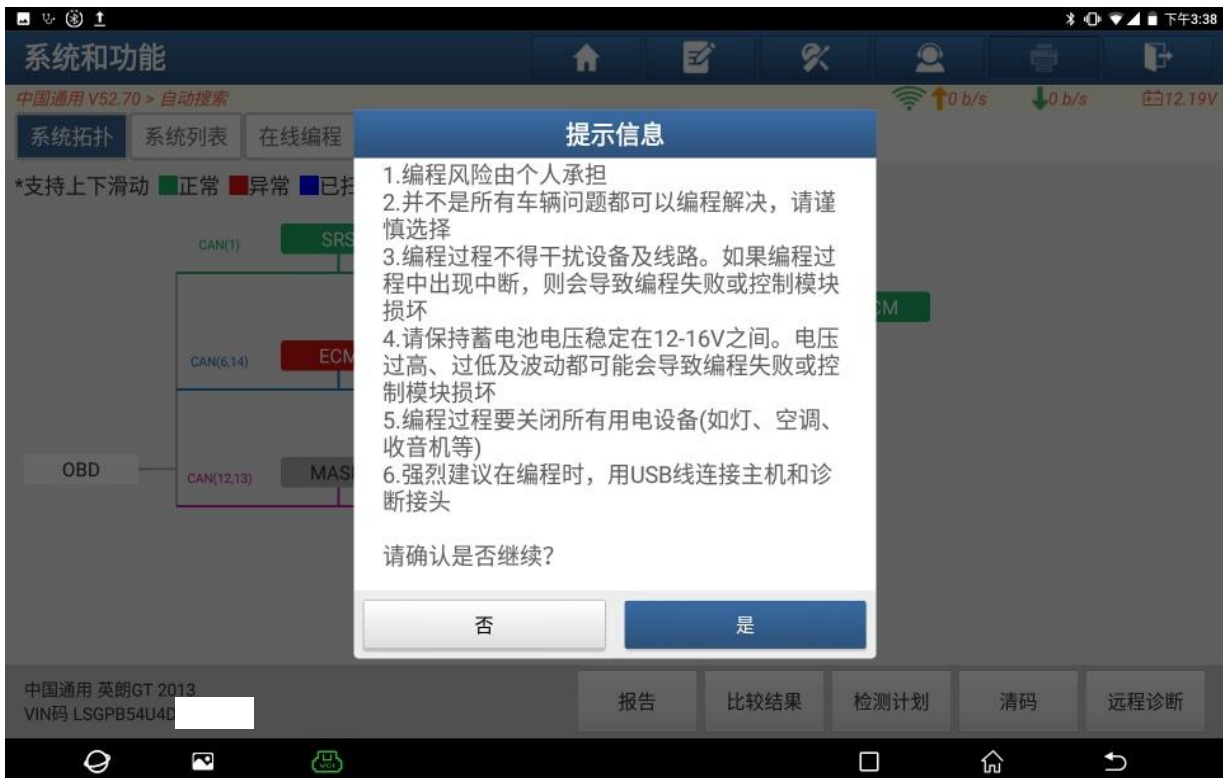 下午3:38
系统和功能
中国通用 V52.70 > 自动搜索
0 b/s
0 b/s
12.19V
系统拓扑
系统列表
在线编程
*支持上下滑动 正常 异常 已扫
CAN(1)
SRS
CAN(6,14)
ECM
CM
OBD
CAN(12,13)
MASI
提示信息
1.编程风险由个人承担
2.并不是所有车辆问题都可以编程解决，请谨
慎选择
3.编程过程不得干扰设备及线路。如果编程过
程中出现中断，则会导致编程失败或控制模块
损坏
4.请保持蓄电池电压稳定在12-16V之间。电压
过高、过低及波动都可能会导致编程失败或控
制模块损坏
5.编程过程要关闭所有用电设备(如灯、空调、
收音机等)
6.强烈建议在编程时，用USB线连接主机和诊
断接头
请确认是否继续?
否
是
中国通用 英朗GT 2013
VIN码 LSGPB54U4D
报告
比较结果
检测计划
清码
远程诊断
VCI